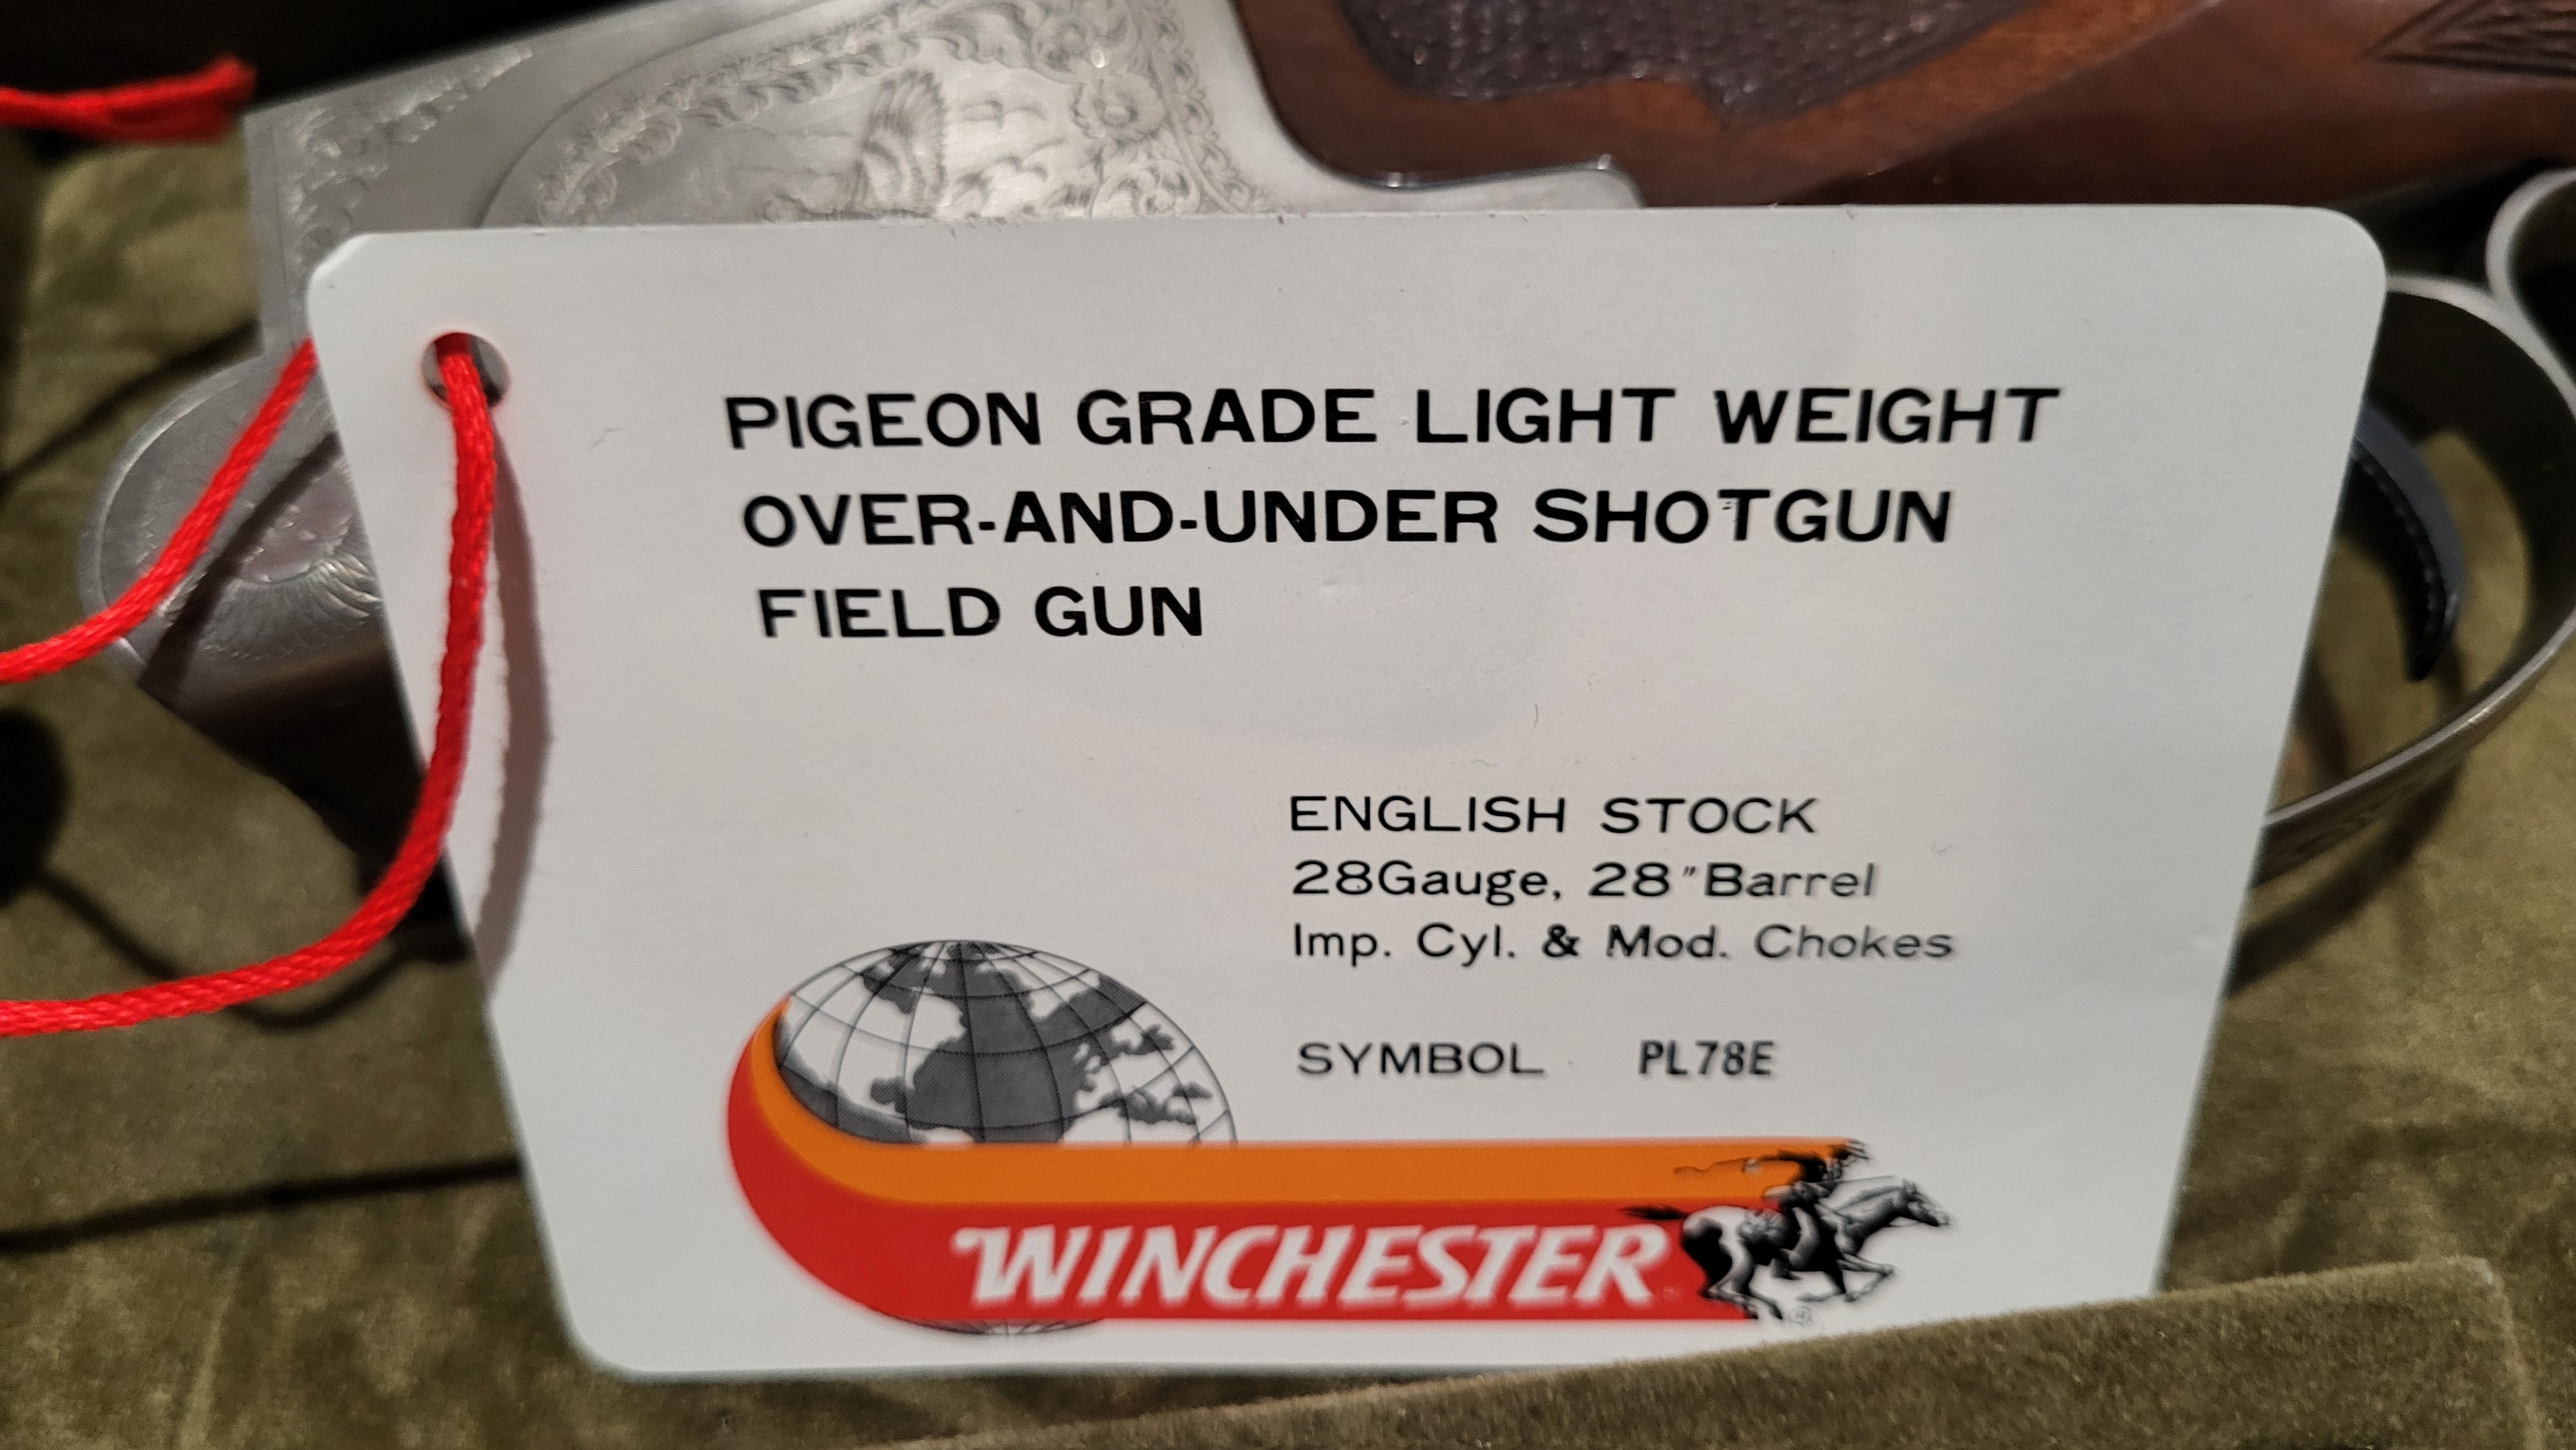 PIGEON GRADE LIGHT WEIGHT
OVER-AND-UNDER SHOTGUN
FIELD GUN
ENGLISH STOCK
28Gauge, 28" Barrel
Imp. Cyl. & Mod. Chokes
SYMBOL PL78E
WINCHESTER
®